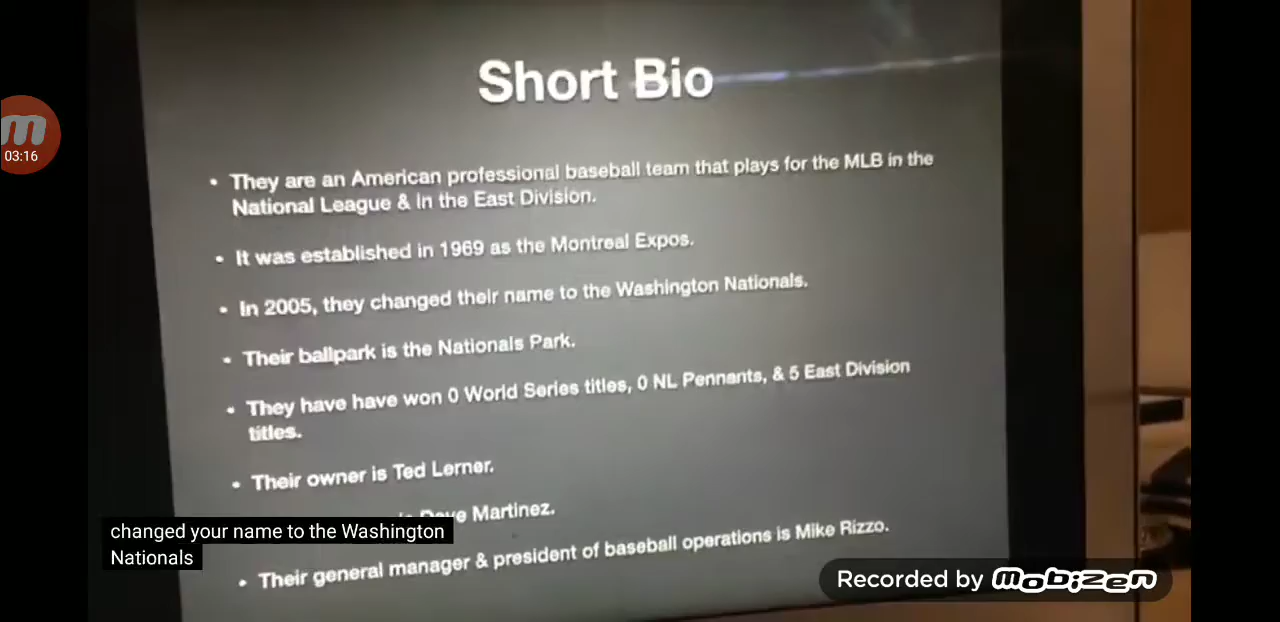 Short Bio
03:16
• They are an American professional baseball team that plays for the MLB in the
National League & in the East Division.
• It was established in 1969 as the Montreal Expos.
• In 2005, they changed their name to the Washington Nationals.
• Their ballpark is the Nationals Park.
• They have have won 0 World Series titles, 0 NL Pennants, & 5 East Division
titles.
• Their owner is Ted Lerner.
Martinez.
changed your name to the Washington
Nationals
• Their general manager & president of baseball operations is Mike Rizzo.
Recorded by mobizen